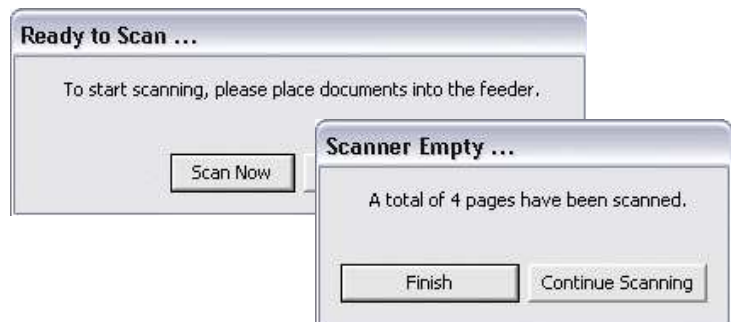 Ready to Scan ...
To start scanning, please place documents into the feeder.
Scan Now
Scanner Empty ...
A total of 4 pages have been scanned.
Finish
Continue Scanning